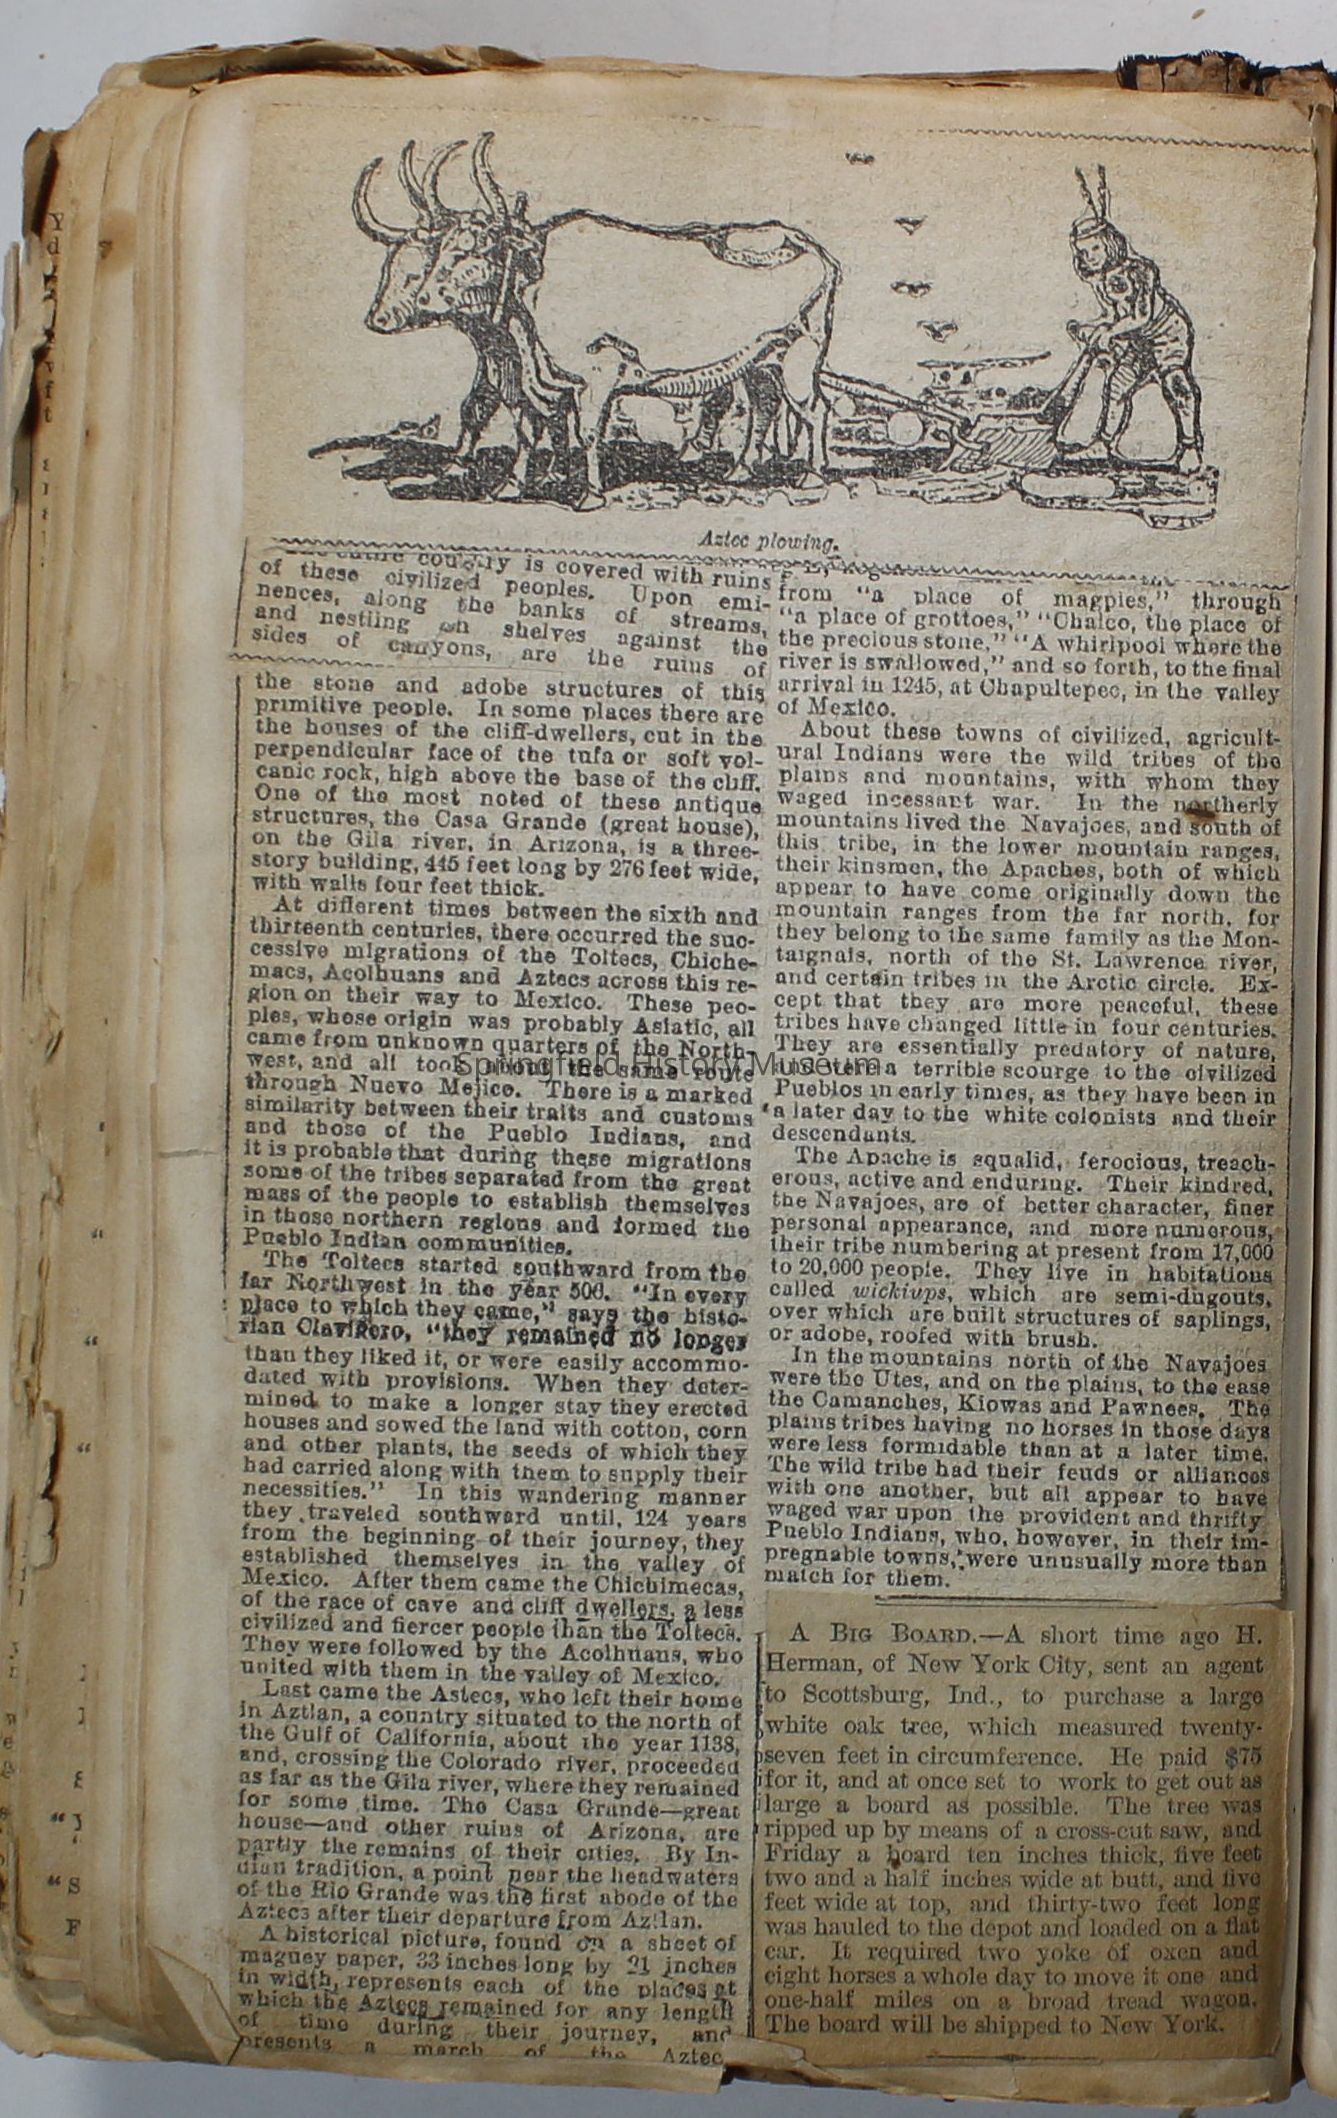 Aztec plowing.
country is covered with ruins
of these civilized peoples. Upon emi-
nences, along the banks of streams,
and nestling on shelves against the
sides of canyons, are the ruins of
the stone and adobe structures of this
primitive people. In some places there are
the houses of the cliff-dwellers, cut in the
perpendicular face of the tufa or soft vol-
canic rock, high above the base of the cliff.
One of the most noted of these antique
structures, the Casa Grande (great house),
on the Gila river, in Arizona, is a three-
story building, 445 feet long by 276 feet wide,
with walls four feet thick.
At different times between the sixth and
thirteenth centuries, there occurred the suc-
cessive migrations of the Toltecs, Chiche-
macs, Acolhuans and Aztecs across this re-
gion on their way to Mexico. These peo-
ples, whose origin was probably Asiatic, all
came from unknown quarters of the North-
west, and all took about the same route
through Nuevo Mejico. There is a marked
similarity between their traits and customs
and those of the Pueblo Indians, and
it is probable that during these migrations
some of the tribes separated from the great
mass of the people to establish themselves
in those northern regions and formed the
Pueblo Indian communities.
The Toltecs started southward from the
far Northwest in the year 506. "In every
place to which they came," says the histo-
rian Clavigero, "they remained no longer
than they liked it, or were easily accommo-
dated with provisions. When they deter-
mined to make a longer stay they erected
houses and sowed the land with cotton, corn
and other plants, the seeds of which they
had carried along with them to supply their
necessities." In this wandering manner
they traveled southward until, 124 years
from the beginning of their journey, they
established themselves in the valley of
Mexico. After them came the Chichimecas,
of the race of cave and cliff dwellers, a less
civilized and fiercer people than the Toltecs.
They were followed by the Acolhuans, who
united with them in the valley of Mexico.
Last came the Astecs, who left their home
in Aztlan, a country situated to the north of
the Gulf of California, about the year 1138,
and, crossing the Colorado river, proceeded
as far as the Gila river, where they remained
for some time. The Casa Grande—great
house—and other ruins of Arizona, are
partly the remains of their cities. By In-
dian tradition, a point near the headwaters
of the Rio Grande was the first abode of the
Aztecs after their departure from Aztlan.
A historical picture, found on a sheet of
maguey paper, 33 inches long by 21 inches
in width, represents each of the places at
which the Aztecs remained for any length
of time during their journey, and
presents a march of the Aztec
from "a place of magpies," through
"a place of grottoes," "Chalco, the place of
the precious stone," "A whirlpool where the
river is swallowed," and so forth, to the final
arrival in 1245, at Chapultepec, in the valley
of Mexico.
About these towns of civilized, agricult-
ural Indians were the wild tribes of the
plains and mountains, with whom they
waged incessant war. In the northerly
mountains lived the Navajoes, and south of
this tribe, in the lower mountain ranges,
their kinsmen, the Apaches, both of which
appear to have come originally down the
mountain ranges from the far north, for
they belong to the same family as the Mon-
taignais, north of the St. Lawrence river,
and certain tribes in the Arctic circle. Ex-
cept that they are more peaceful, these
tribes have changed little in four centuries.
They are essentially predatory of nature,
and were a terrible scourge to the civilized
Pueblos in early times, as they have been in
a later day to the white colonists and their
descendants.
The Apache is squalid, ferocious, treach-
erous, active and enduring. Their kindred,
the Navajoes, are of better character, finer
personal appearance, and more numerous,
their tribe numbering at present from 17,000
to 20,000 people. They live in habitations
called wickiups, which are semi-dugouts,
over which are built structures of saplings,
or adobe, roofed with brush.
In the mountains north of the Navajoes
were the Utes, and on the plains, to the ease
the Camanches, Kiowas and Pawnees. The
plains tribes having no horses in those days
were less formidable than at a later time.
The wild tribe had their feuds or alliances
with one another, but all appear to have
waged war upon the provident and thrifty
Pueblo Indians, who, however, in their im-
pregnable towns, were unusually more than
match for them.
A BIG BOARD.—A short time ago H.
Herman, of New York City, sent an agent
to Scottsburg, Ind., to purchase a large
white oak tree, which measured twenty-
seven feet in circumference. He paid $75
for it, and at once set to work to get out as
large a board as possible. The tree was
ripped up by means of a cross-cut saw, and
Friday a board ten inches thick, five feet
two and a half inches wide at butt, and five
feet wide at top, and thirty-two feet long
was hauled to the depot and loaded on a flat
car. It required two yoke of oxen and
eight horses a whole day to move it one and
one-half miles on a broad tread wagon.
The board will be shipped to New York.
Springfield History Museum